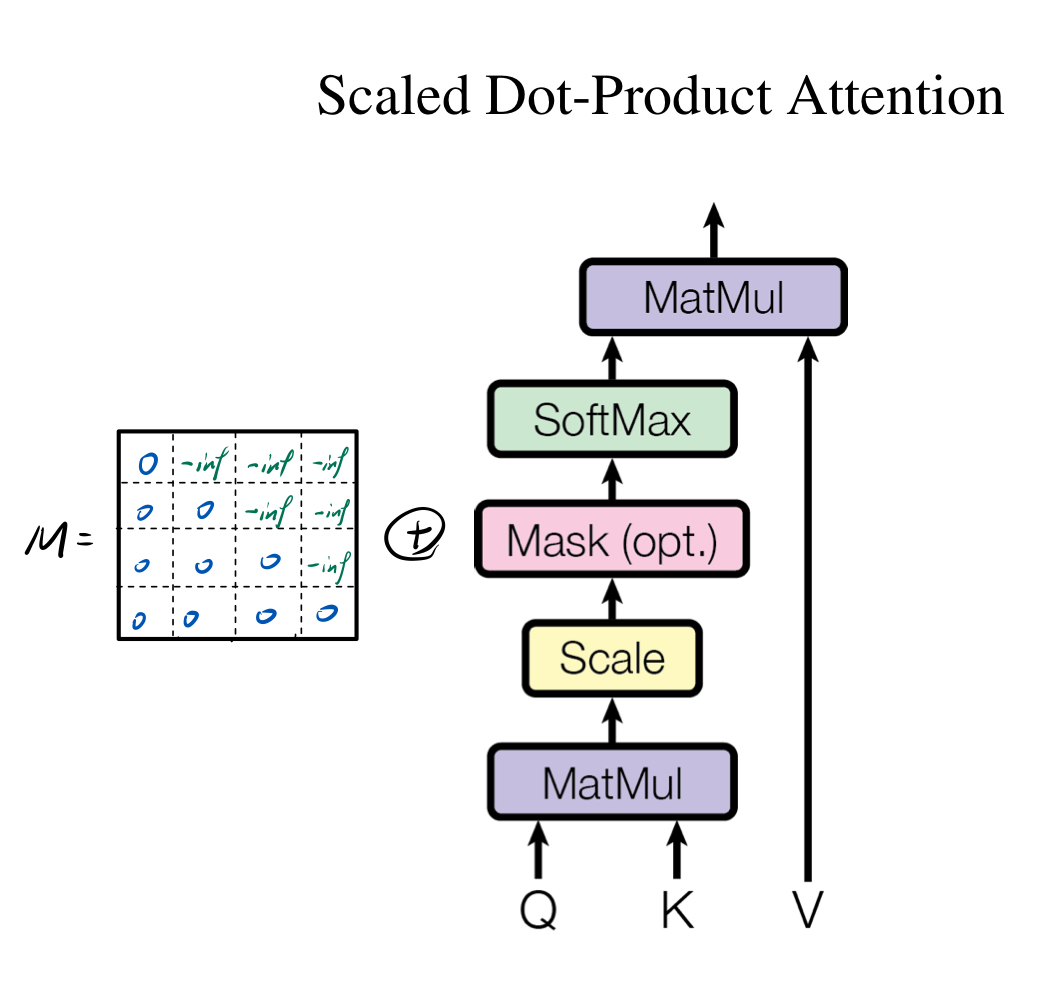 Scaled Dot-Product Attention
MatMul
SoftMax
M =
0 -inf -inf -inf
0 0 -inf -inf
0 0 0 -inf
0 0 0 0
+
Mask (opt.)
Scale
MatMul
Q K V